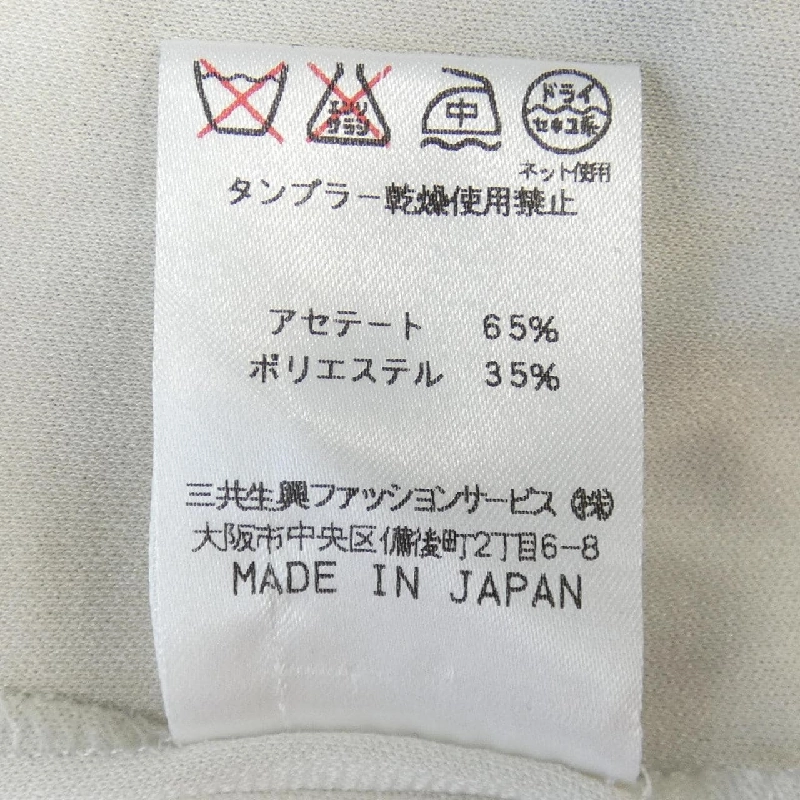 エンソ サラシ 中 ドライ セキユ系
ネット使用
タンブラー乾燥使用禁止
アセテート 65%
ポリエステル 35%
三共生興ファッションサービス ㈱
大阪市中央区備後町2丁目6-8
MADE IN JAPAN